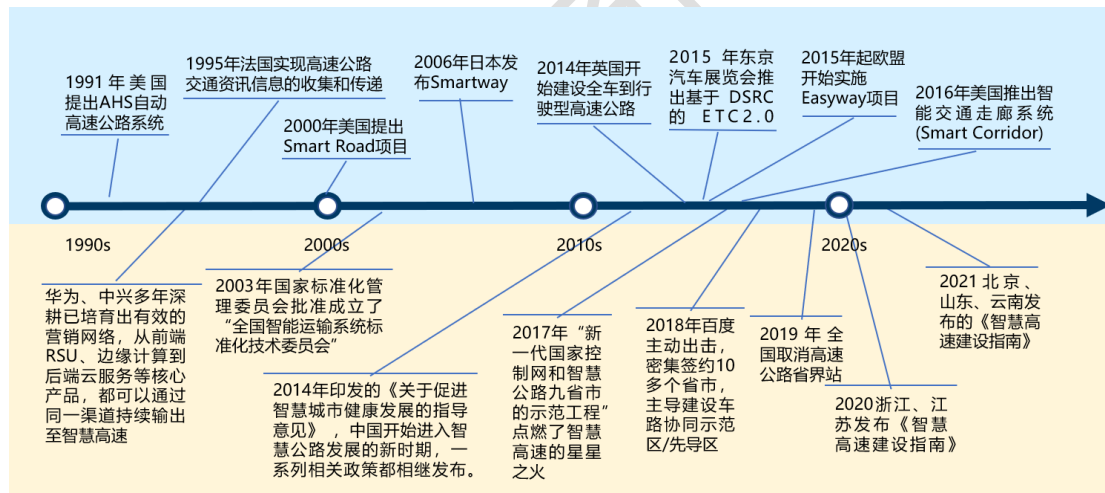 1991年美国
提出AHS自动
高速公路系统
1995年法国实现高速公路
交通资讯信息的收集和传递
2000年美国提出
Smart Road项目
2006年日本发
布Smartway
2014年英国开
始建设全车到行
驶型高速公路
2015年东京
汽车展览会推
出基于 DSRC
的 ETC2.0
2015年起欧盟
开始实施
Easyway项目
2016年美国推出智
能交通走廊系统
(Smart Corridor)
1990s
2000s
2010s
2020s
华为、中兴多年深
耕已培育出有效的
营销网络，从前端
RSU、边缘计算到
后端云服务等核心
产品，都可以通过
同一渠道持续输出
至智慧高速
2003年国家标准化管
理委员会批准成立了
“全国智能运输系统标
准化技术委员会”
2014年印发的《关于促进
智慧城市健康发展的指导
意见》，中国开始进入智
慧公路发展的新时期，一
系列相关政策都相继发布。
2017年“新
一代国家控
制网和智慧
公路九省市
的示范工程”
点燃了智慧
高速的星星
之火
2018年百度
主动出击，
密集签约10
多个省市，
主导建设车
路协同示范
区/先导区
2019年全
国取消高速
公路省界站
2020浙江、江
苏发布《智慧
高速建设指南》
2021北京、
山东、云南发
布的《智慧高
速建设指南》